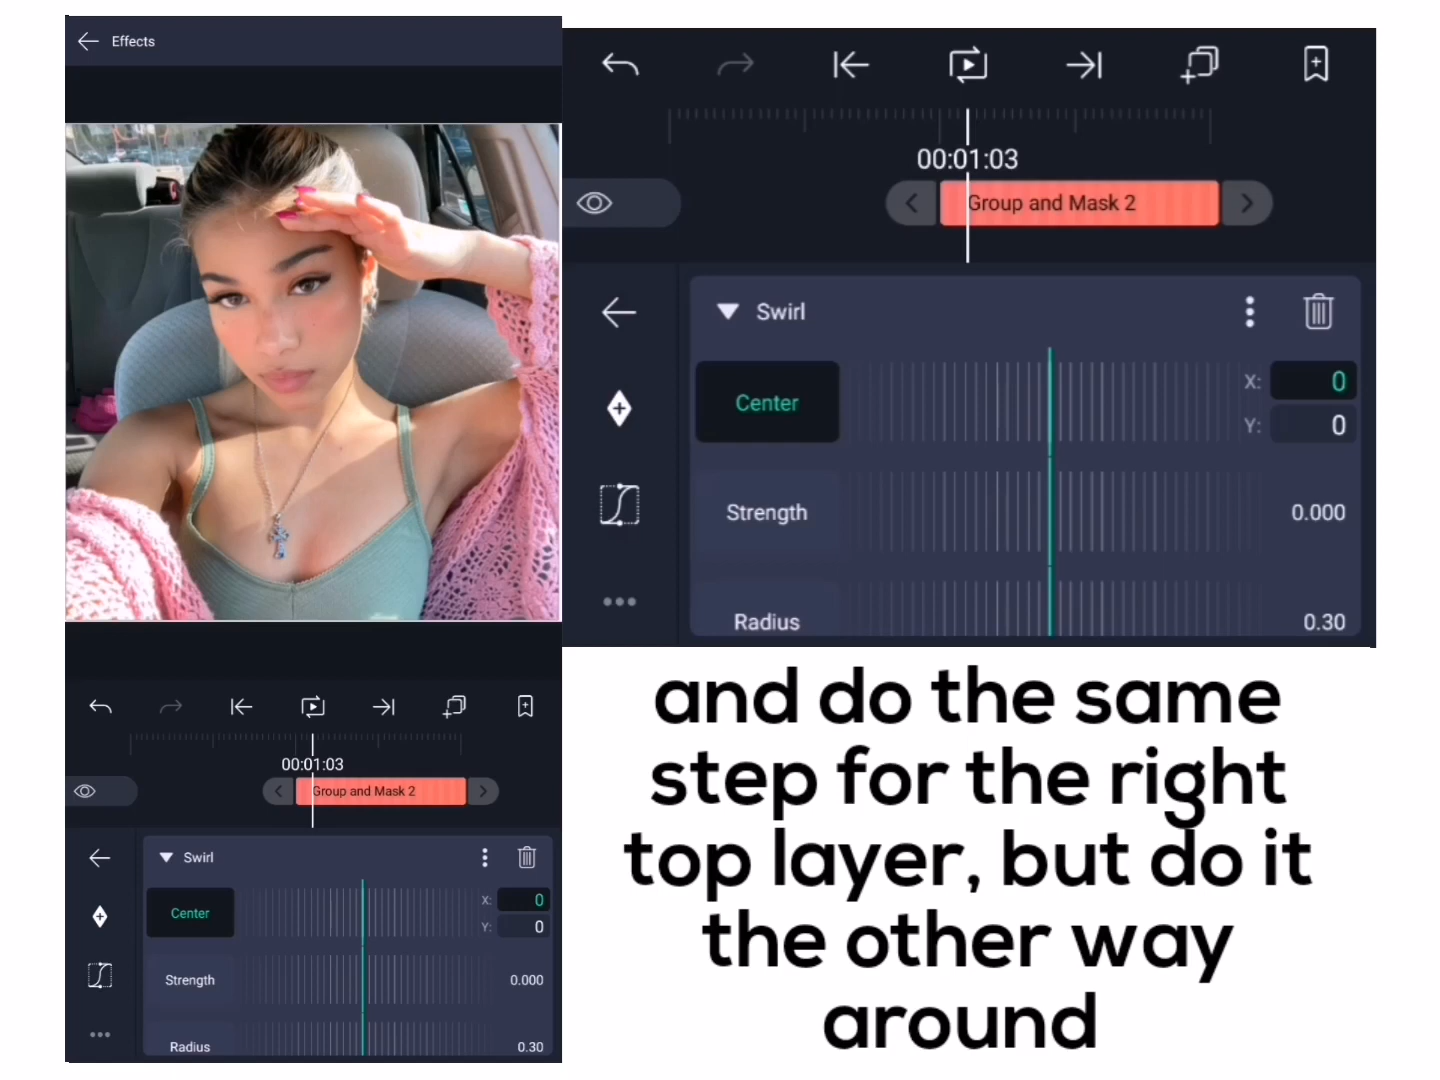 Effects
00:01:03
Group and Mask 2
Swirl
Center
X: 0
Y: 0
Strength
0.000
Radius
0.30
00:01:03
Group and Mask 2
Swirl
Center
X: 0
Y: 0
Strength
0.000
Radius
0.30
and do the same
step for the right
top layer, but do it
the other way
around